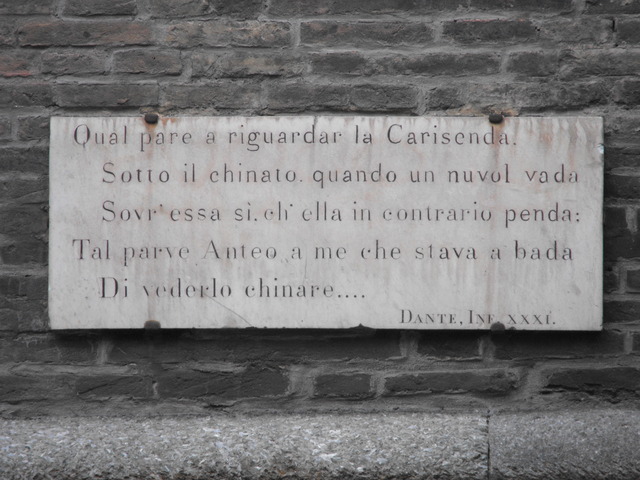 Qual pare a riguardar la Carisenda,
Sotto il chinato. quando un nuvol vada
Sovr' essa sì. ch' ella in contrario penda:
Tal parve Anteo a me che stava a bada
Di vederlo chinare....
DANTE, INF. XXXI.